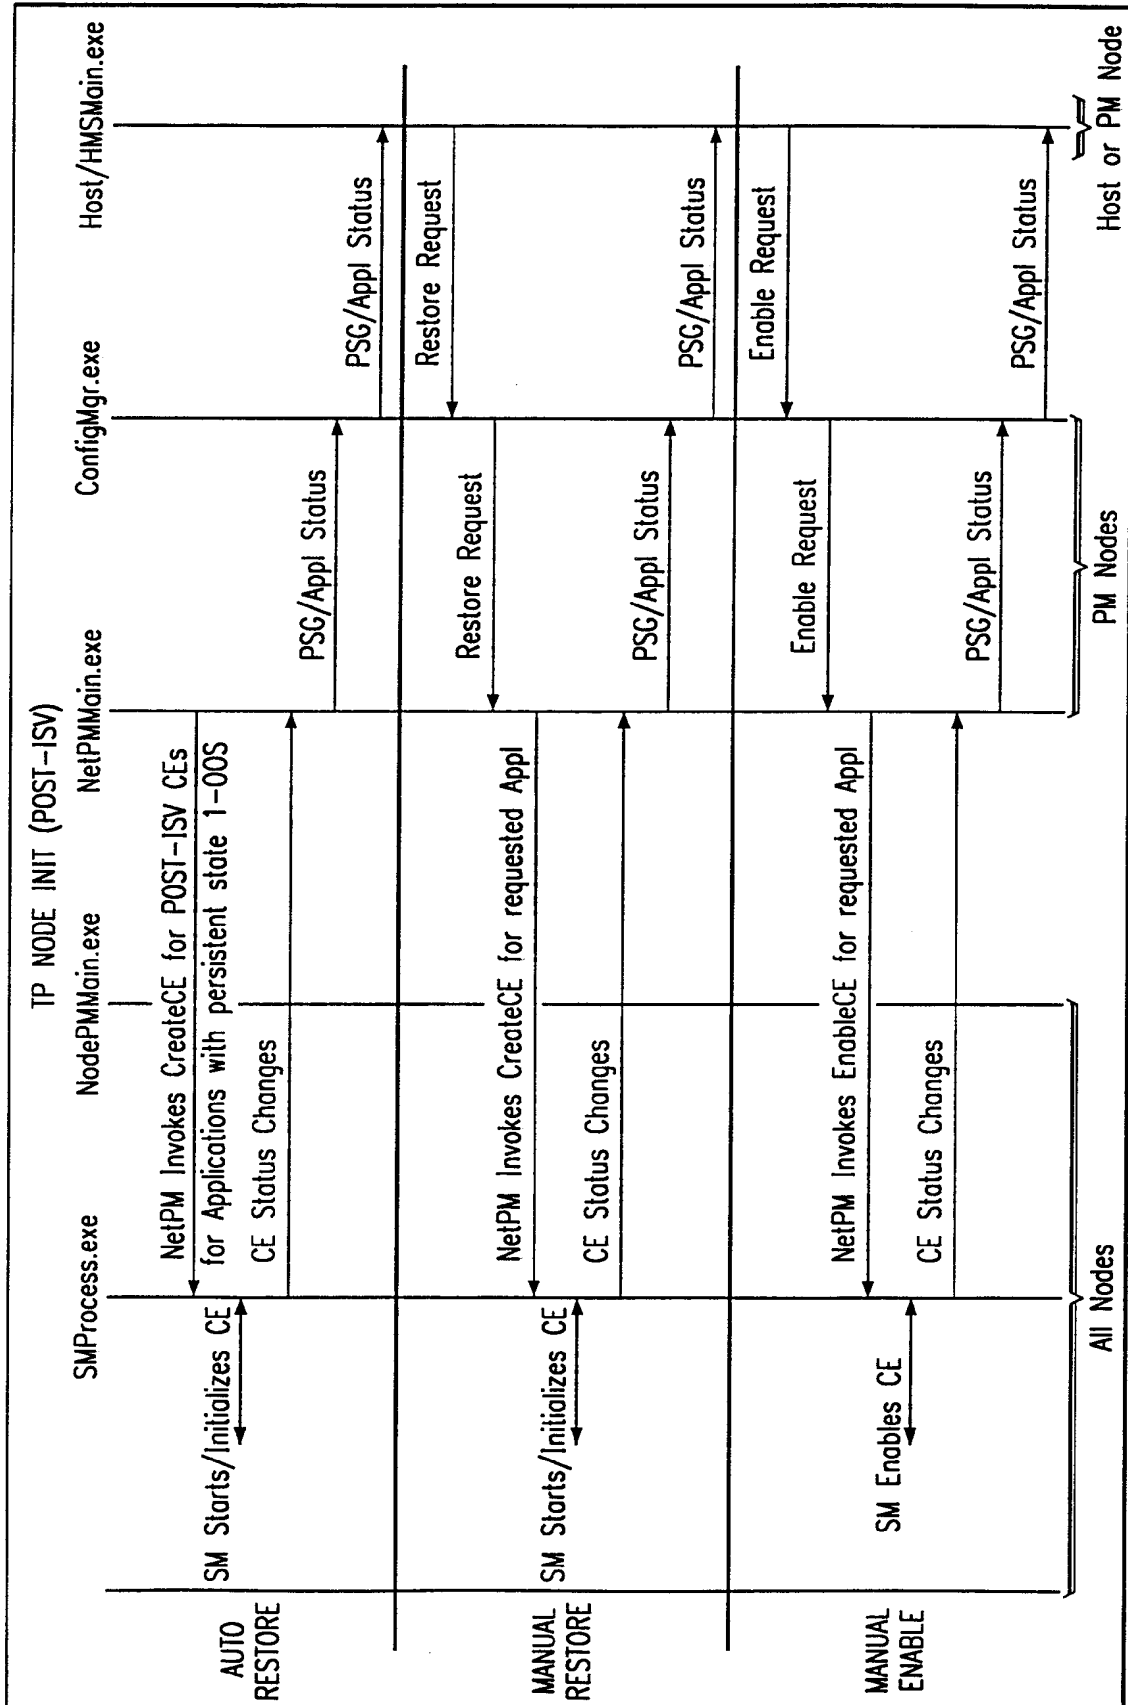 TP NODE INIT (POST-ISV)
SMProcess.exe
NodePMMain.exe
NetPMMain.exe
ConfigMgr.exe
Host/HMSMain.exe
AUTO
RESTORE
NetPM Invokes CreateCE for POST-ISV CEs
for Applications with persistent state 1-OOS
SM Starts/Initializes CE
CE Status Changes
PSG/Appl Status
PSG/Appl Status
MANUAL
RESTORE
Restore Request
Restore Request
NetPM Invokes CreateCE for requested Appl
SM Starts/Initializes CE
CE Status Changes
PSG/Appl Status
PSG/Appl Status
MANUAL
ENABLE
Enable Request
Enable Request
NetPM Invokes EnableCE for requested Appl
SM Enables CE
CE Status Changes
PSG/Appl Status
PSG/Appl Status
All Nodes
PM Nodes
Host or PM Node